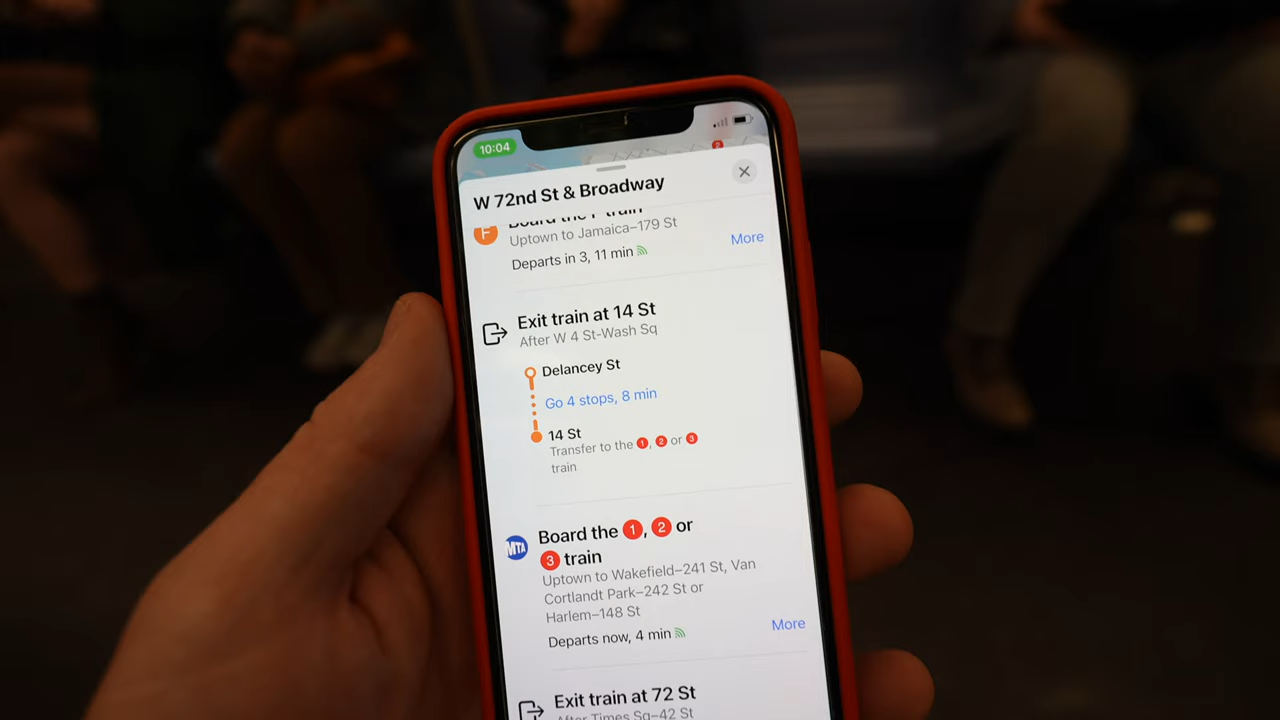 10:04
2
W 72nd St & Broadway
Board the F train
F
Uptown to Jamaica–179 St
Departs in 3, 11 min
More
Exit train at 14 St
After W 4 St-Wash Sq
Delancey St
Go 4 stops, 8 min
14 St
Transfer to the 1, 2 or 3
train
MTA
Board the 1, 2 or
3 train
Uptown to Wakefield–241 St, Van
Cortlandt Park–242 St or
Harlem–148 St
Departs now, 4 min
More
Exit train at 72 St
After Times Sq–42 St